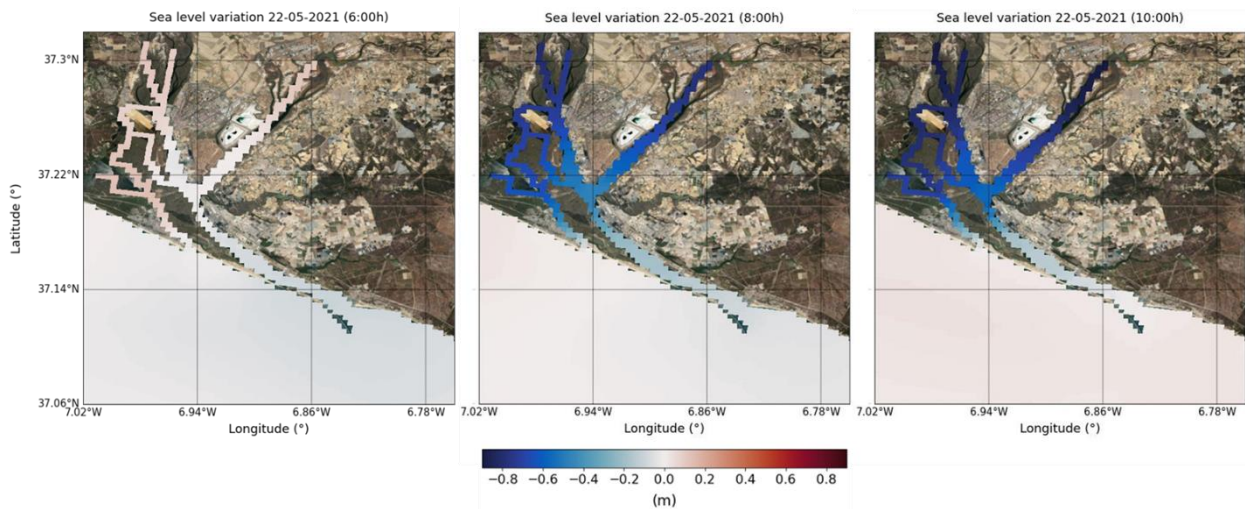 Sea level variation 22-05-2021 (6:00h)
Sea level variation 22-05-2021 (8:00h)
Sea level variation 22-05-2021 (10:00h)
37.3°N
37.22°N
37.14°N
37.06°N
Latitude (°)
7.02°W 6.94°W 6.86°W 6.78°W
7.02°W 6.94°W 6.86°W 6.78°W
7.02°W 6.94°W 6.86°W 6.78°W
Longitude (°)
Longitude (°)
Longitude (°)
−0.8 −0.6 −0.4 −0.2 0.0 0.2 0.4 0.6 0.8
(m)